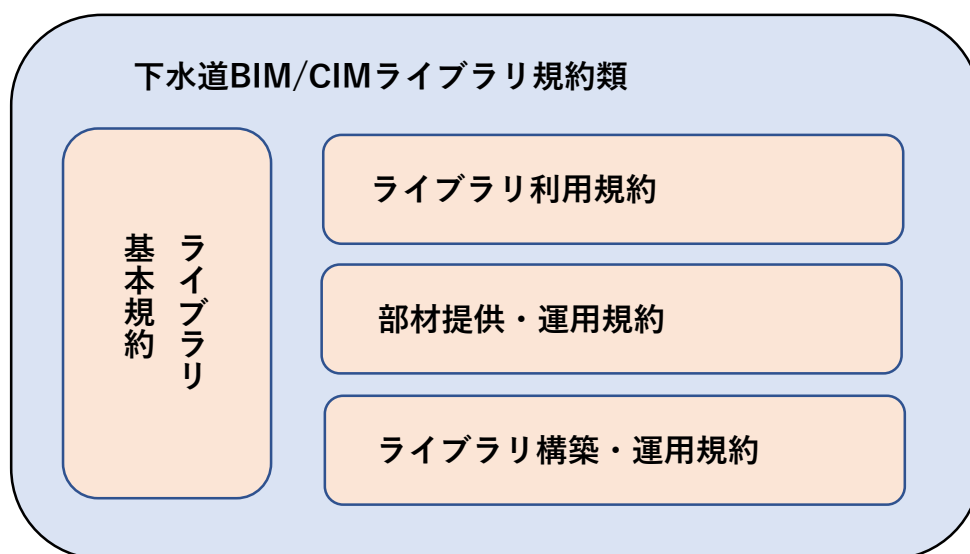 下水道BIM/CIMライブラリ規約類
ライブラリ
基本規約
ライブラリ利用規約
部材提供・運用規約
ライブラリ構築・運用規約